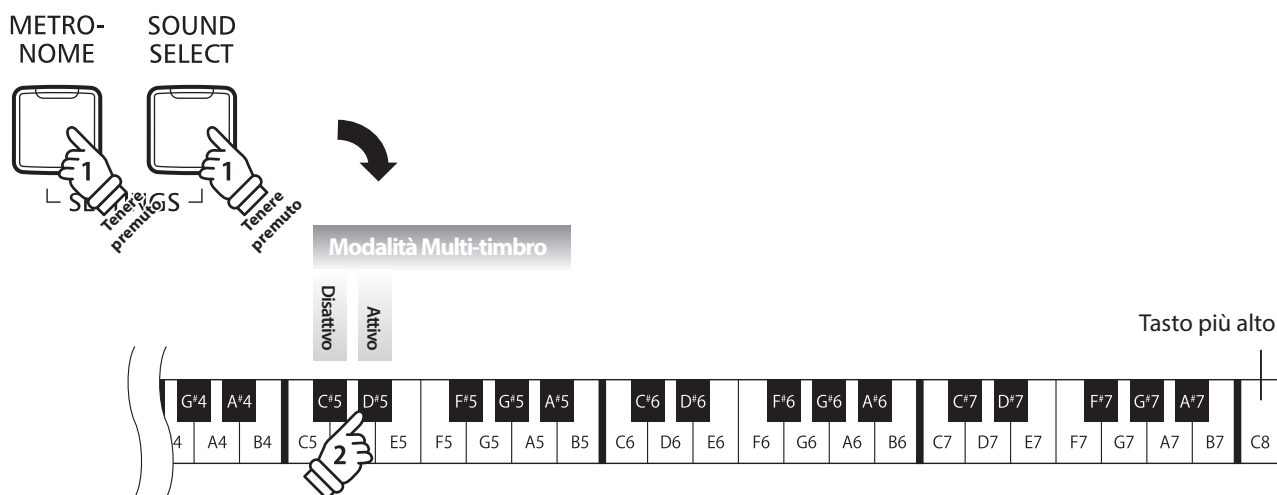 METRO- SOUND
NOME SELECT
1 1
Tenere
premuto
Tenere
premuto
Modalità Multi-timbro
Disattivo Attivo
Tasto più alto
G#4 A#4 C#5 D#5 F#5 G#5 A#5 C#6 D#6 F#6 G#6 A#6 C#7 D#7 F#7 G#7 A#7
4 A4 B4 C5 E5 F5 G5 A5 B5 C6 D6 E6 F6 G6 A6 B6 C7 D7 E7 F7 G7 A7 B7 C8
2